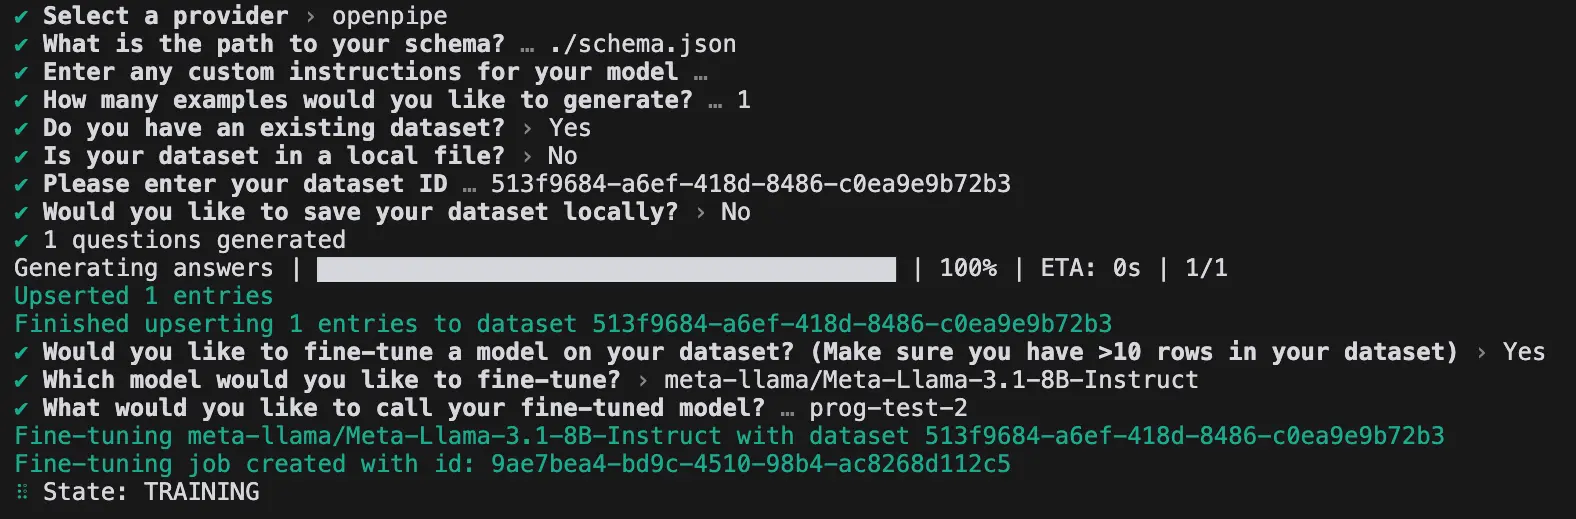 ✔ Select a provider › openpipe
✔ What is the path to your schema? … ./schema.json
✔ Enter any custom instructions for your model …
✔ How many examples would you like to generate? … 1
✔ Do you have an existing dataset? › Yes
✔ Is your dataset in a local file? › No
✔ Please enter your dataset ID … 513f9684-a6ef-418d-8486-c0ea9e9b72b3
✔ Would you like to save your dataset locally? › No
✔ 1 questions generated
Generating answers | | 100% | ETA: 0s | 1/1
Upserted 1 entries
Finished upserting 1 entries to dataset 513f9684-a6ef-418d-8486-c0ea9e9b72b3
✔ Would you like to fine-tune a model on your dataset? (Make sure you have >10 rows in your dataset) › Yes
✔ Which model would you like to fine-tune? › meta-llama/Meta-Llama-3.1-8B-Instruct
✔ What would you like to call your fine-tuned model? … prog-test-2
Fine-tuning meta-llama/Meta-Llama-3.1-8B-Instruct with dataset 513f9684-a6ef-418d-8486-c0ea9e9b72b3
Fine-tuning job created with id: 9ae7bea4-bd9c-4510-98b4-ac8268d112c5
⠿ State: TRAINING